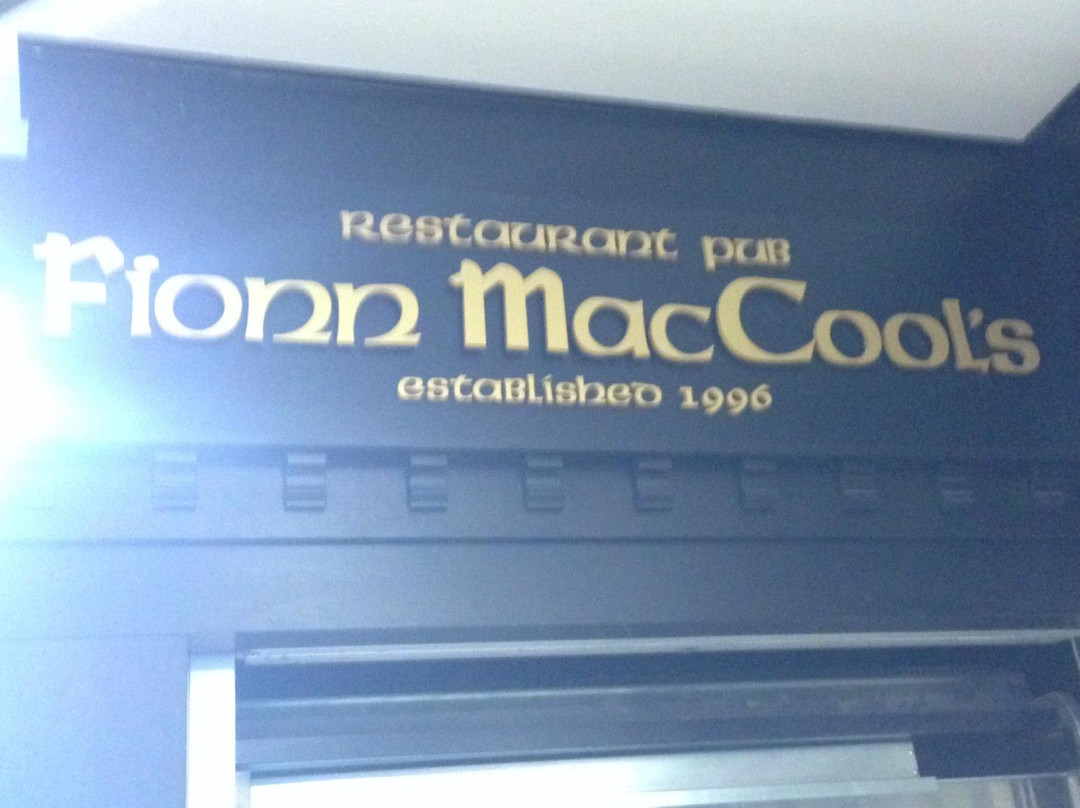 Restaurant Pub
Fionn MacCool's
Established 1996